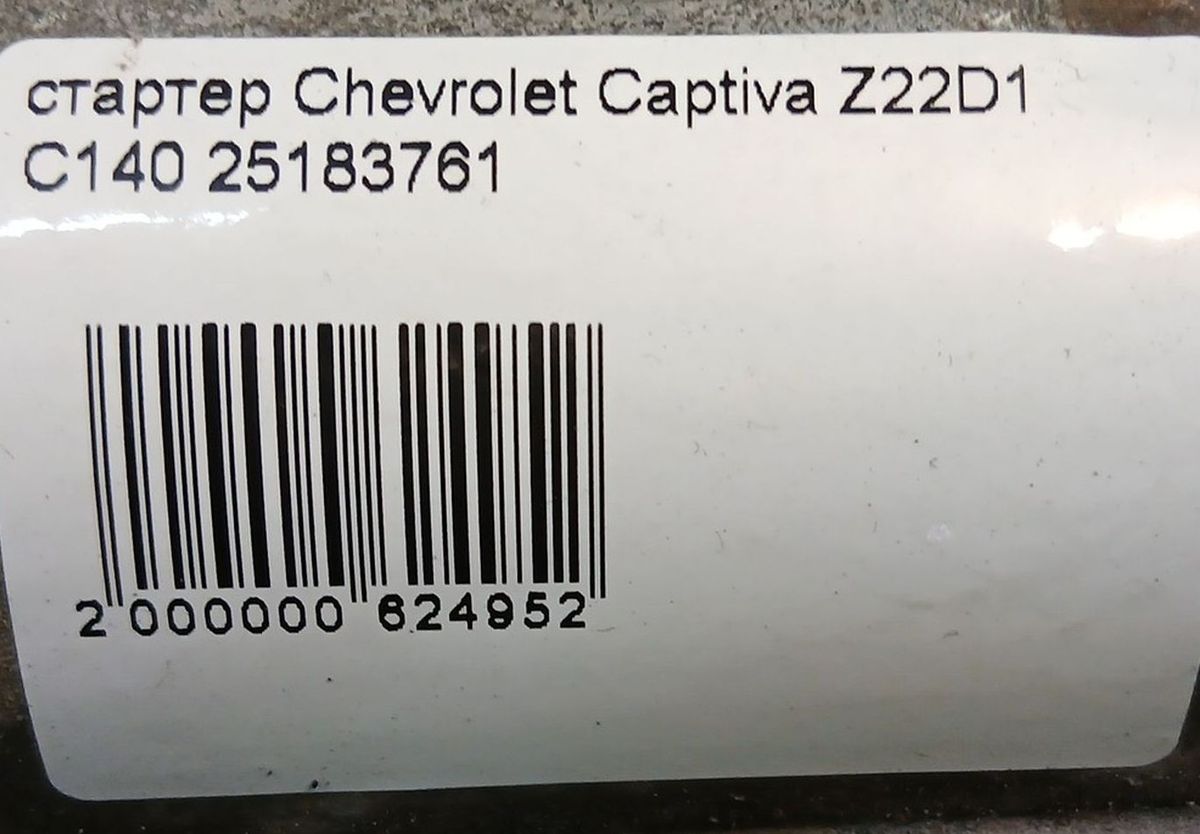 стартер Chevrolet Captiva Z22D1
C140 25183761
2 000000 624952